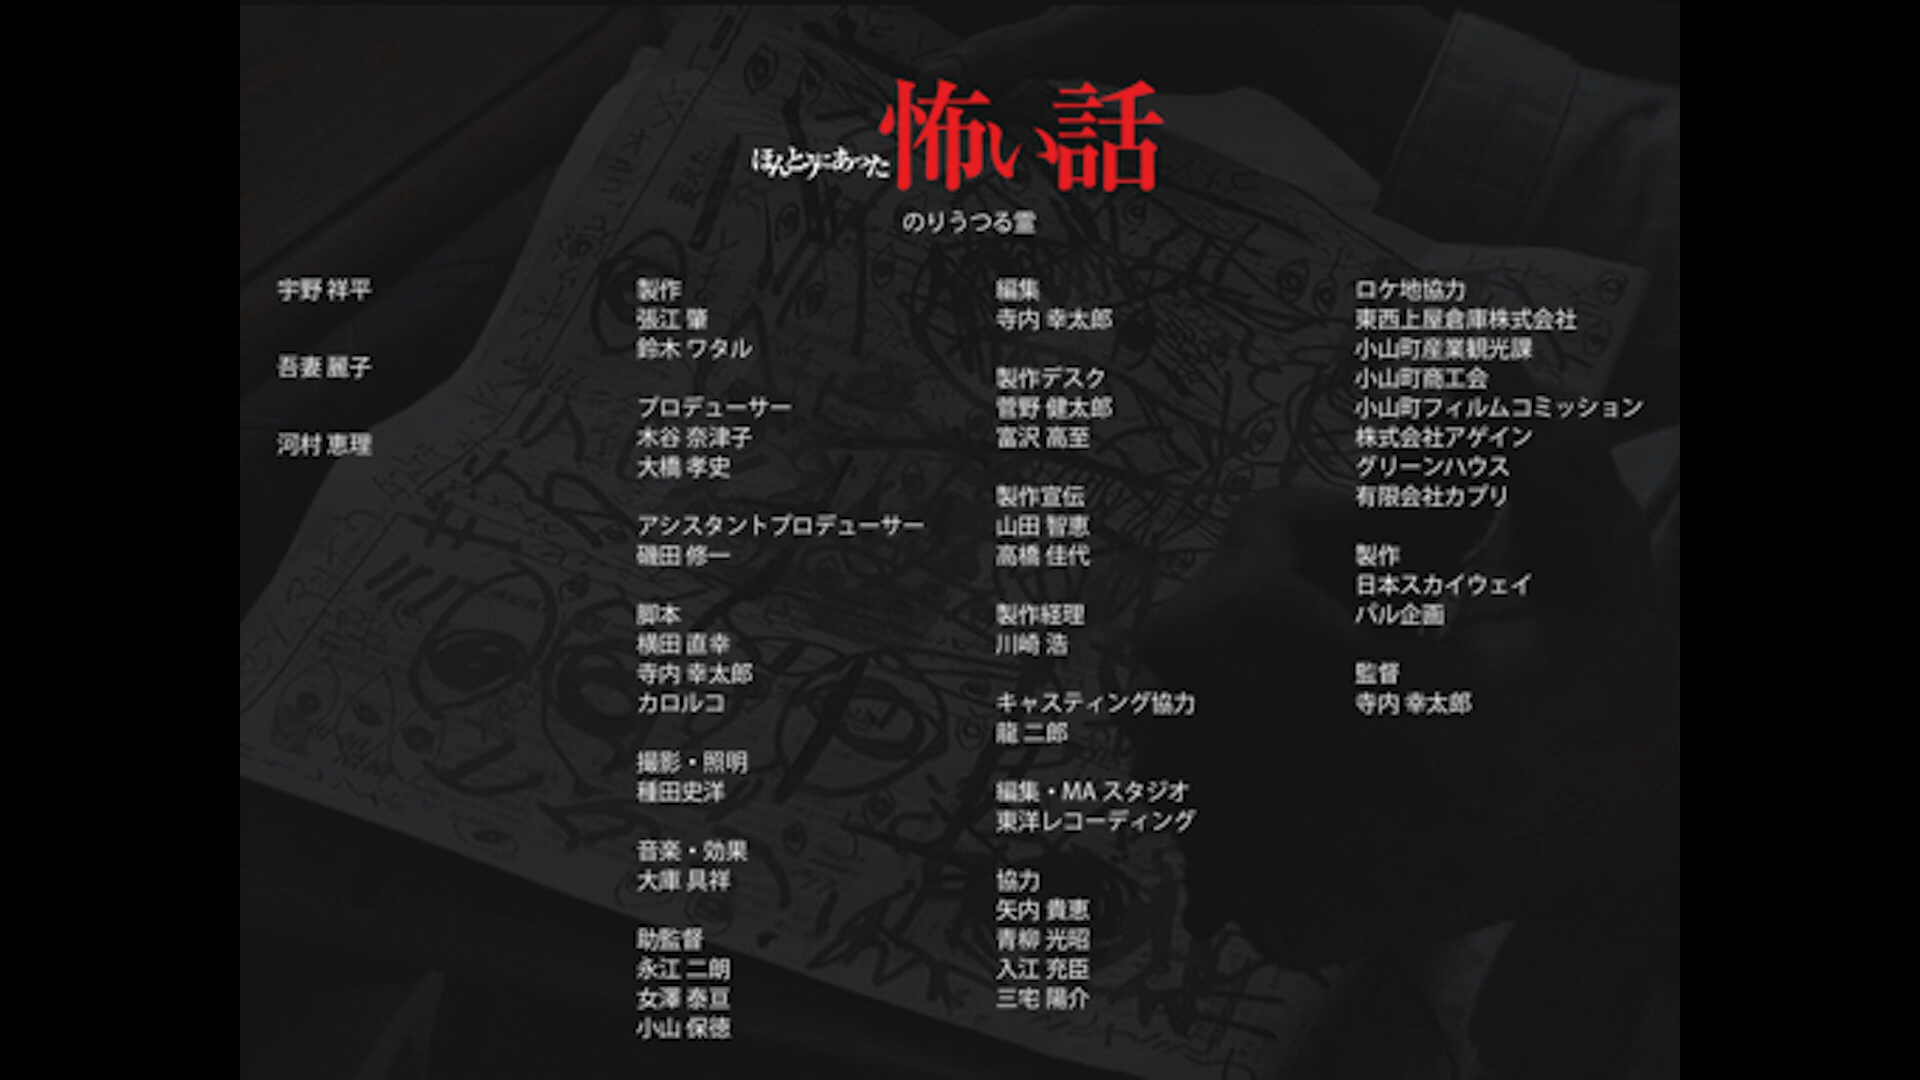 ほんとうにあった怖い話
のりうつる霊
宇野 祥平
吾妻 麗子
河村 恵理
製作
張江 肇
鈴木 ワタル
プロデューサー
木谷 奈津子
大橋 孝史
アシスタントプロデューサー
磯田 修一
脚本
横田 直幸
寺内 幸太郎
カロルコ
撮影・照明
種田史洋
音楽・効果
大庫 具祥
助監督
永江 二朗
女澤 泰亘
小山 保徳
編集
寺内 幸太郎
製作デスク
菅野 健太郎
富沢 高至
製作宣伝
山田 智恵
高橋 佳代
製作経理
川崎 浩
キャスティング協力
龍 二郎
編集・MA スタジオ
東洋レコーディング
協力
矢内 貴恵
青柳 光昭
入江 充臣
三宅 陽介
ロケ地協力
東西上屋倉庫株式会社
小山町産業観光課
小山町商工会
小山町フィルムコミッション
株式会社アゲイン
グリーンハウス
有限会社カプリ
製作
日本スカイウェイ
パル企画
監督
寺内 幸太郎